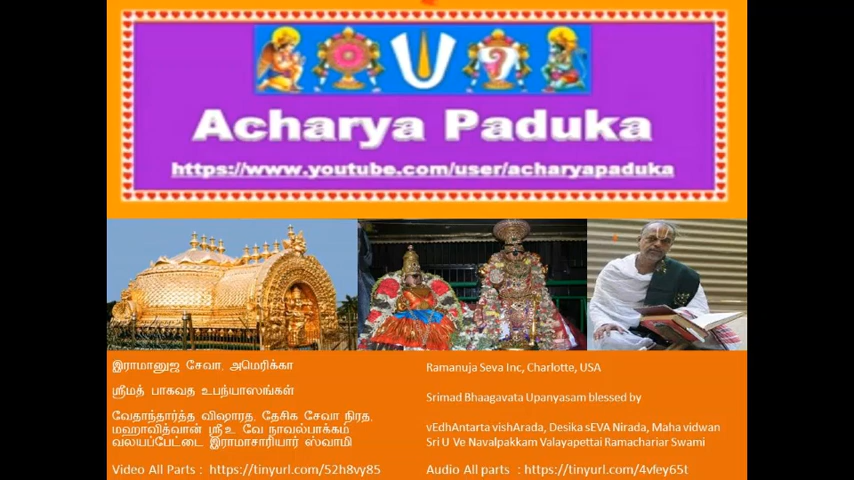 Acharya Paduka
https://www.youtube.com/user/acharyapaduka
இராமானுஜ சேவா, அமெரிக்கா
ஸ்ரீமத் பாகவத உபந்யாஸங்கள்
வேதாந்தார்த்த விஷாரத, தேசிக சேவா நிரத,
மஹாவித்வான் ஸ்ரீ உ வே நாவல்பாக்கம்
வலயப்பேட்டை இராமாசாரியார் ஸ்வாமி
Video All Parts : https://tinyurl.com/52h8vy85
Ramanuja Seva Inc, Charlotte, USA
Srimad Bhaagavata Upanyasam blessed by
vEdhAntarta vishArada, Desika sEVA Nirada, Maha vidwan
Sri U Ve Navalpakkam Valayapettai Ramachariar Swami
Audio All parts : https://tinyurl.com/4vfey65t